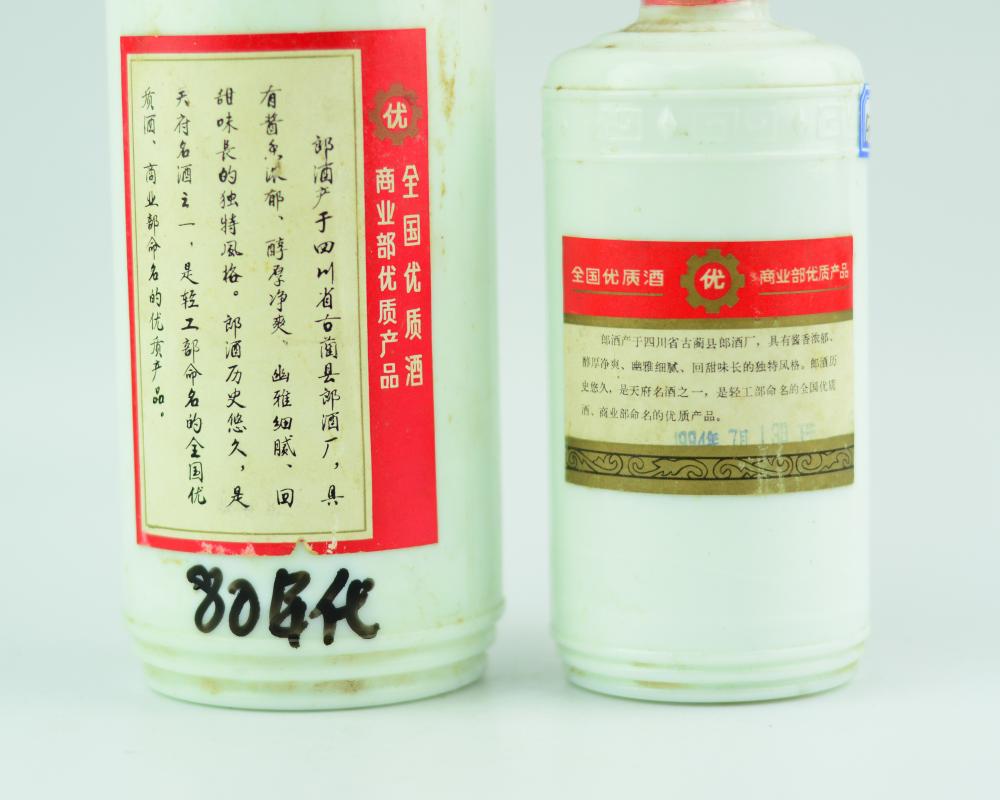 优
全国优质酒
商业部优质产品
郎酒产于四川省古蔺县郎酒厂，具
有酱香浓郁、醇厚净爽、幽雅细腻、回
甜味长的独特风格。郎酒历史悠久，是
天府名酒之一，是轻工部命名的全国优
质酒、商业部命名的优质产品。
80年代
全国优质酒
优
商业部优质产品
郎酒产于四川省古蔺县郎酒厂，具有酱香浓郁、
醇厚净爽、幽雅细腻、回甜味长的独特风格。郎酒历
史悠久，是天府名酒之一，是轻工部命名的全国优质
酒、商业部命名的优质产品。
1994年 7月